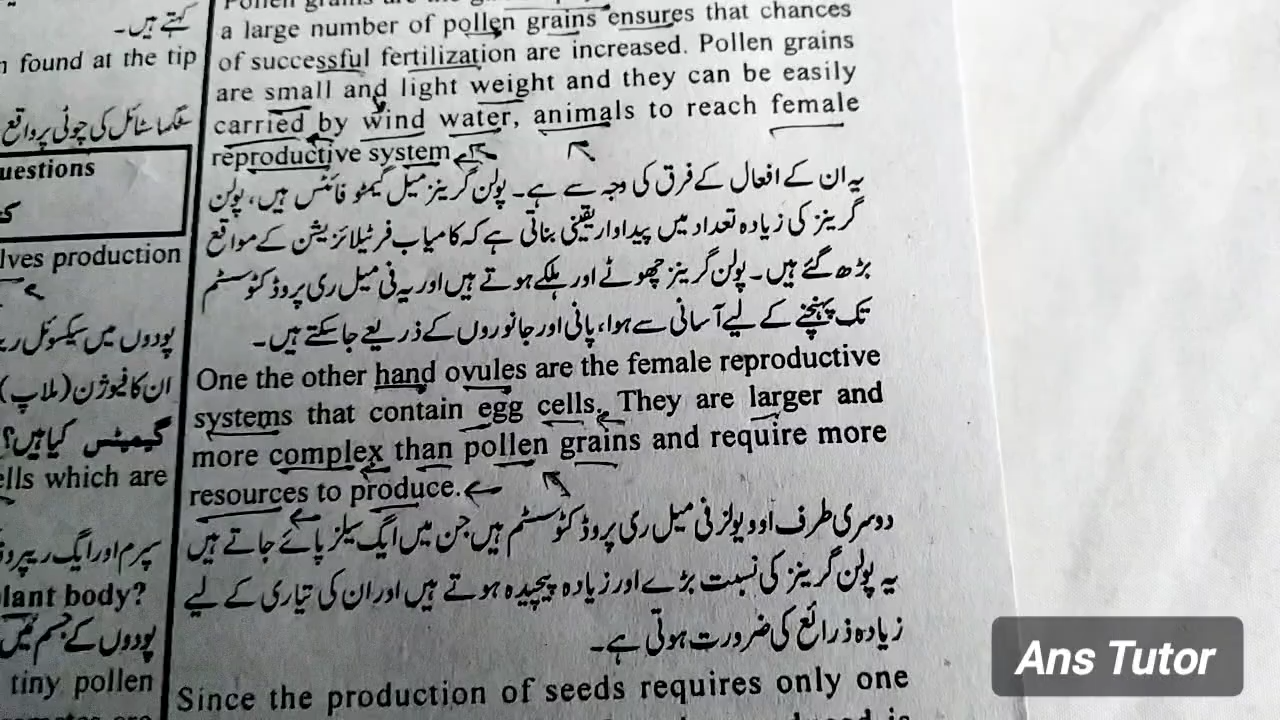 کہتے ہیں۔
found at the tip
سٹگما سٹائل کی چوٹی پر واقع
uestions
lves production
پودوں میں سیکسوئل
ان کا فیوژن (ملاپ)
گیمیٹس کیا ہیں؟
ells which are
سپرم اور ایگ
lant body?
پودوں کے جسم میں
tiny pollen
a large number of pollen grains ensures that chances
of successful fertilization are increased. Pollen grains
are small and light weight and they can be easily
carried by wind water, animals to reach female
reproductive system
یہ ان کے افعال کے فرق کی وجہ سے ہے۔ پولن گرینز میل گیمٹو فائٹس ہیں، پولن
گرینز کی زیادہ تعداد میں پیداوار یقینی بناتی ہے کہ کامیاب فرٹیلائزیشن کے مواقع
بڑھ گئے ہیں۔ پولن گرینز چھوٹے اور ہلکے ہوتے ہیں اور یہ فی میل ری پروڈکٹو سسٹم
تک پہنچنے کے لیے آسانی سے ہوا، پانی اور جانوروں کے ذریعے جا سکتے ہیں۔
One the other hand ovules are the female reproductive
systems that contain egg cells. They are larger and
more complex than pollen grains and require more
resources to produce.
دوسری طرف اوویولز فی میل ری پروڈکٹو سسٹم ہیں جن میں ایگ سیلز پائے جاتے ہیں
یہ پولن گرینز کی نسبت بڑے اور زیادہ پیچیدہ ہوتے ہیں اور ان کی تیاری کے لیے
زیادہ ذرائع کی ضرورت ہوتی ہے۔
Since the production of seeds requires only one
Ans Tutor